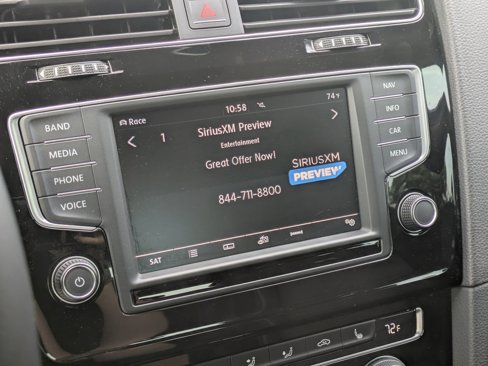 BAND
MEDIA
PHONE
VOICE
Race
10:58
74°F
1
SiriusXM Preview
Entertainment
Great Offer Now!
844-711-8800
SIRIUSXM
PREVIEW
SAT
NAV
INFO
CAR
MENU
72°F